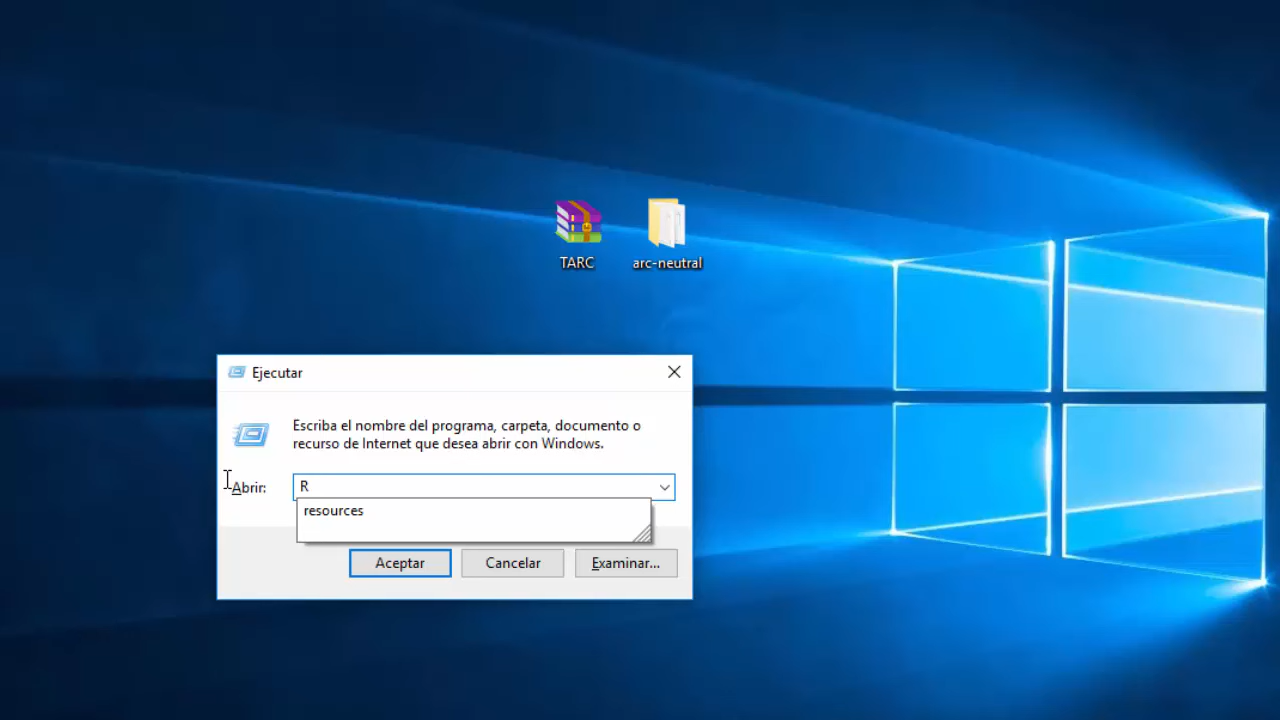 TARC
arc-neutral
Ejecutar
Escriba el nombre del programa, carpeta, documento o
recurso de Internet que desea abrir con Windows.
Abrir:
R
resources
Aceptar
Cancelar
Examinar...